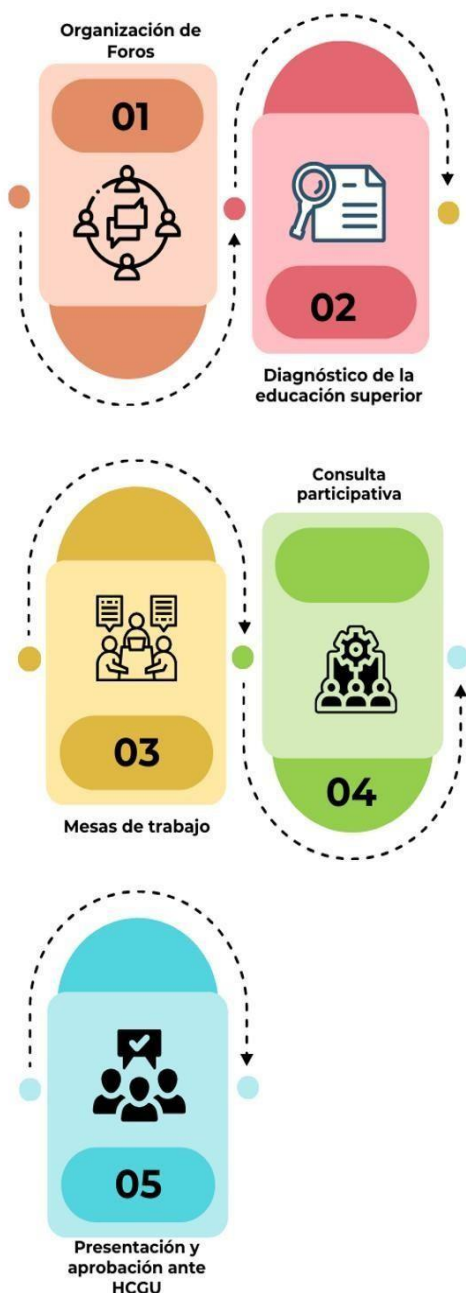 Organización de
Foros
01
02
Diagnóstico de la
educación superior
Consulta
participativa
03
Mesas de trabajo
04
05
Presentación y
aprobación ante
HCGU